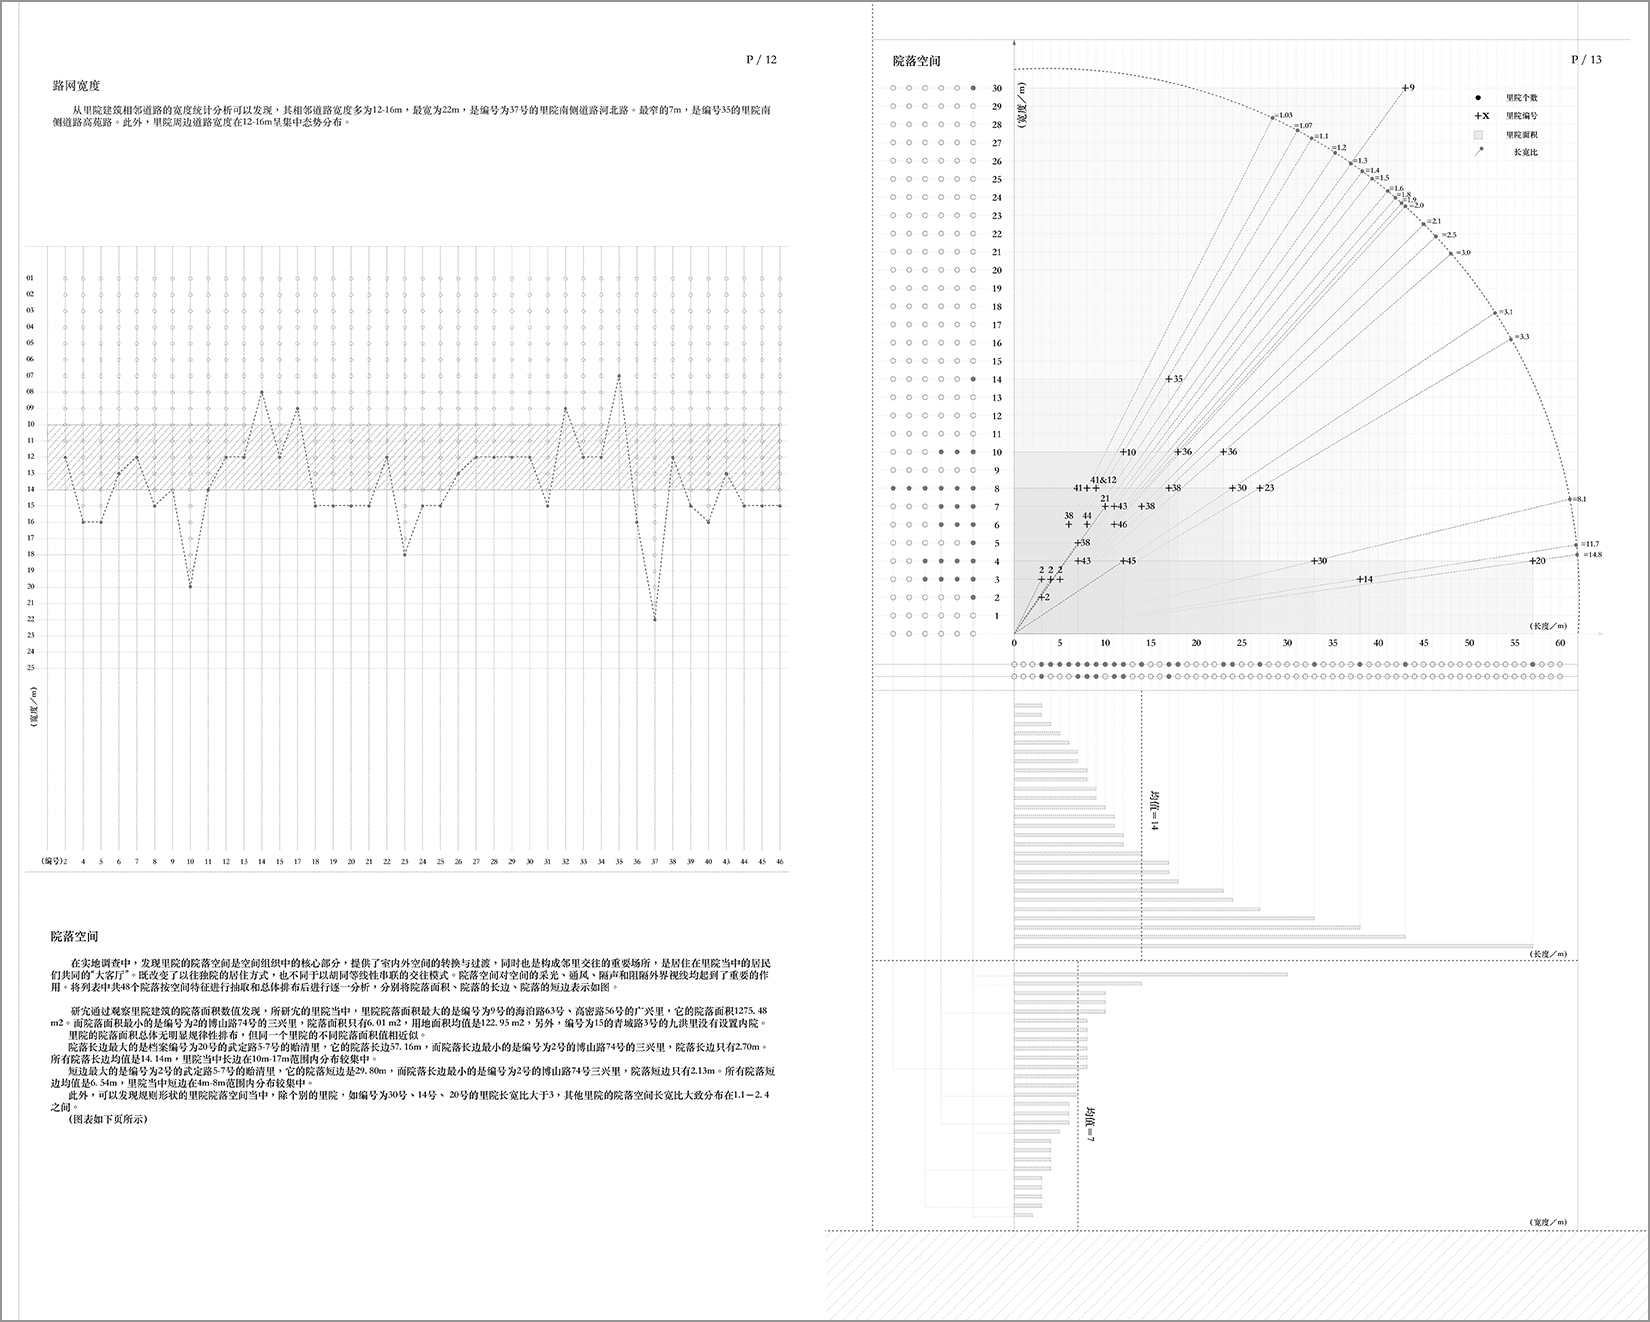 P / 12
路网宽度
从里院建筑相邻道路的宽度统计分析可以发现，其相邻道路宽度多为12-16m，最宽为22m，是编号为37号的里院南侧道路河北路。最窄的7m，是编号35的里院南
侧道路高苑路。此外，里院周边道路宽度在12-16m呈集中态势分布。
01
02
03
04
05
06
07
08
09
10
11
12
13
14
15
16
17
18
19
20
21
22
23
24
25
(宽度/m)
(编号)2 4 5 6 7 8 9 10 11 12 13 14 15 17 18 19 20 21 22 23 24 25 26 27 28 29 30 31 32 33 34 35 36 37 38 39 40 43 44 45 46
院落空间
在实地调查中，发现里院的院落空间是空间组织中的核心部分，提供了室内外空间的转换与过渡，同时也是构成邻里交往的重要场所，是居住在里院当中的居民
们共同的“大客厅”。既改变了以往独院的居住方式，也不同于以胡同等线性串联的交往模式。院落空间对空间的采光、通风、隔声和阻隔外界视线均起到了重要的作
用。将列表中共48个院落按空间特征进行抽取和总体排布后进行逐一分析，分别将院落面积、院落的长边、院落的短边表示如图。
研究通过观察里院建筑的院落面积数值发现，所研究的里院当中，里院院落面积最大的是编号为9号的海泊路63号、高密路56号的广兴里，它的院落面积1275.48
m2。而院落面积最小的是编号为2的博山路74号的三兴里，院落面积只有6.01 m2，用地面积均值是122.95 m2，另外，编号为15的青城路3号的九洪里没有设置内院。
里院的院落面积总体无明显规律性排布，但同一个里院的不同院落面积值相近似。
院落长边最大的是档案编号为20号的武定路5-7号的贻清里，它的院落长边57.16m，而院落长边最小的是编号为2号的博山路74号的三兴里，院落长只有2.70m。
所有院落长边均值是14.14m，里院当中长边在10m-17m范围内分布较集中。
短边最大的是编号为2号的武定路5-7号的贻清里，它的院落短边是29.80m，而院落长边最小的是编号为2号的博山路74号三兴里，院落短边只有2.13m。所有院落短
边均值是6.54m，里院当中短边在4m-8m范围内分布较集中。
此外，可以发现规则形状的里院院落空间当中，除个别的里院，如编号为30号、14号、20号的里院长宽比大于3，其他里院的院落空间长宽比大致分布在1.1—2.4
之间。
(图表如下页所示)
院落空间
P / 13
(宽度/m)
里院个数
+X 里院编号
里院面积
长宽比
30
29
28
27
26
25
24
23
22
21
20
19
18
17
16
15
14
13
12
11
10
9
8
7
6
5
4
3
2
1
+9
=1.03
=1.07
=1.1
=1.2
=1.3
=1.4
=1.5
=1.6
=1.8
=1.9
=2.0
=2.1
=2.5
=3.0
=3.1
=3.3
=8.1
=11.7
=14.8
+35
+10 +36 +36
41&12
41+ + +38 +30 +23
21
+ +43 +38
38 44
+ + +46
+38
+43 +45 +30 +20
2 2 2
+ + + +14
+2
(长度/m)
0 5 10 15 20 25 30 35 40 45 50 55 60
均值=14
(长度/m)
均值=7
(宽度/m)